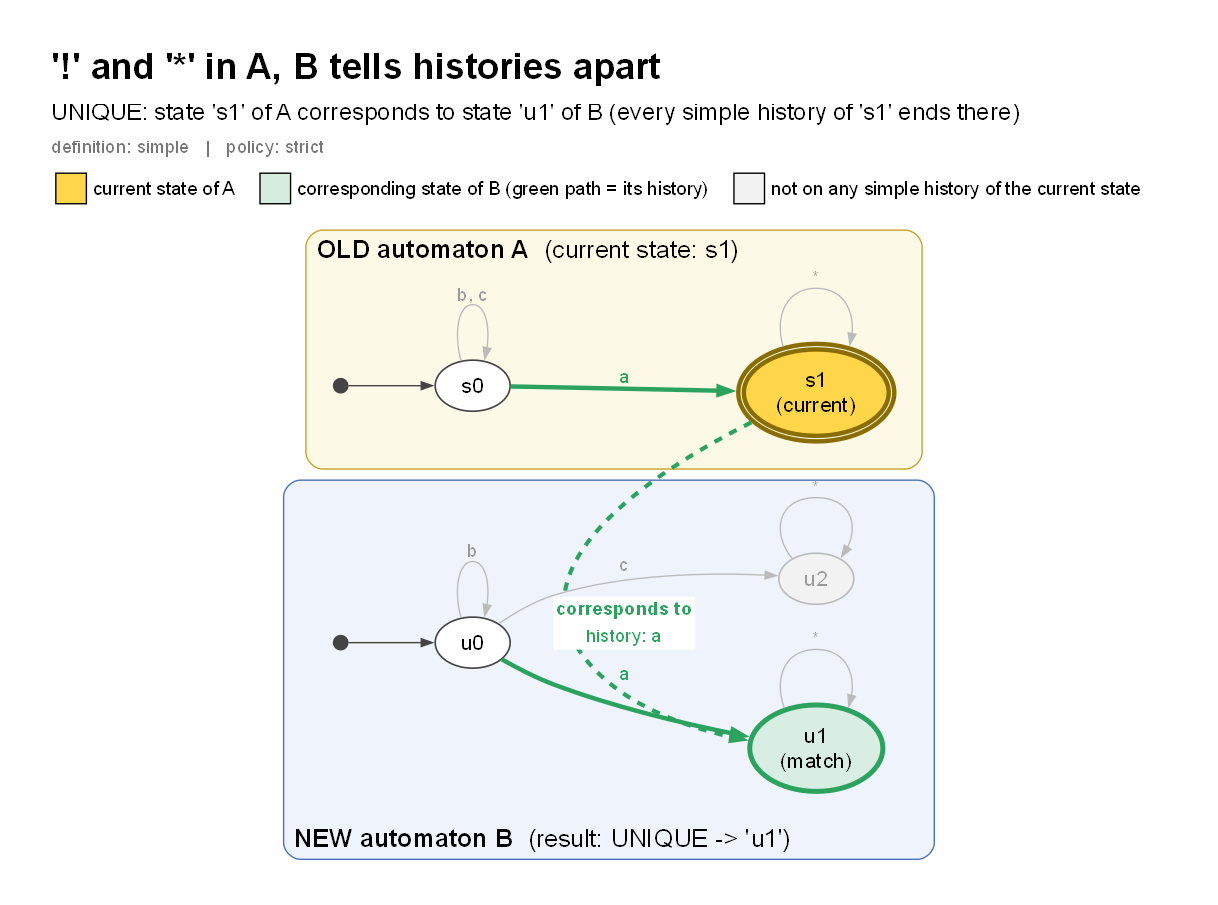 '!' and '*' in A, B tells histories apart
UNIQUE: state 's1' of A corresponds to state 'u1' of B (every simple history of 's1' ends there)
definition: simple | policy: strict
current state of A
corresponding state of B (green path = its history)
not on any simple history of the current state
OLD automaton A (current state: s1)
*
b, c
a
s0
s1
(current)
*
b
c
u2
corresponds to
history: a
u0
*
a
u1
(match)
NEW automaton B (result: UNIQUE -> 'u1')